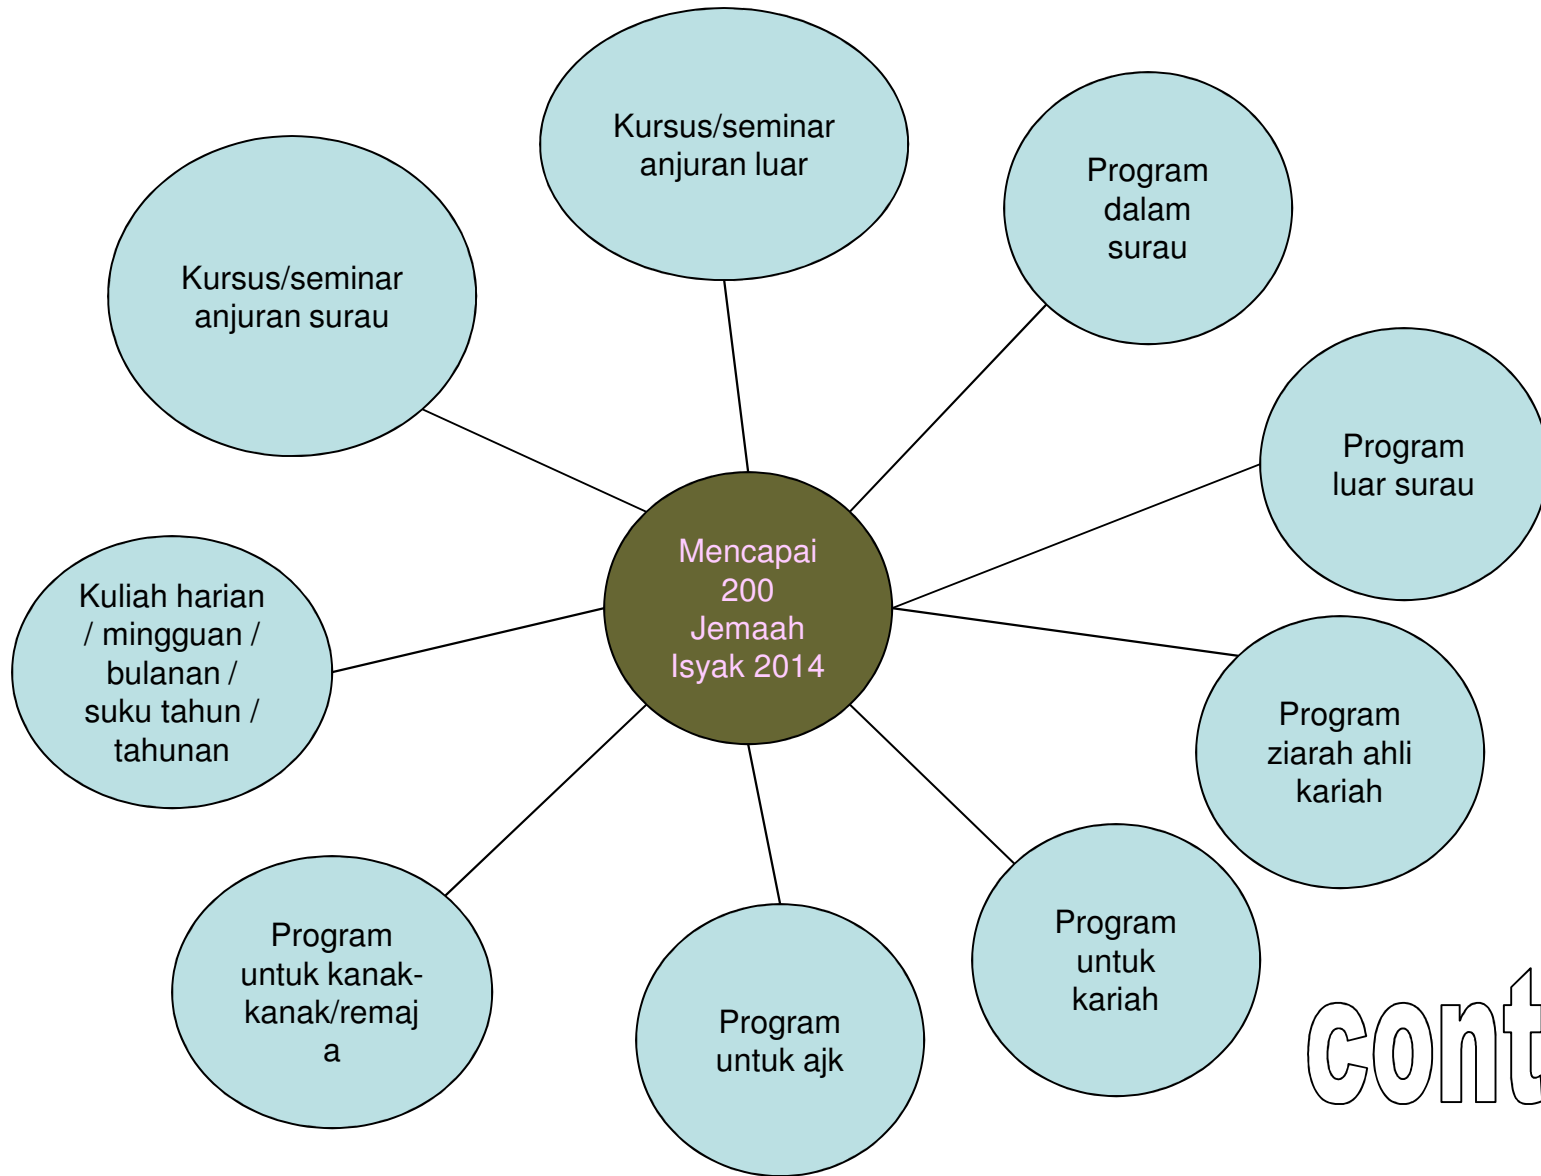 Kursus/seminar
anjuran luar
Program
dalam
surau
Kursus/seminar
anjuran surau
Program
luar surau
Mencapai
200
Jemaah
Isyak 2014
Kuliah harian
/ mingguan /
bulanan /
suku tahun /
tahunan
Program
ziarah ahli
kariah
Program
untuk kanak-
kanak/remaj
a
Program
untuk ajk
Program
untuk
kariah
cont